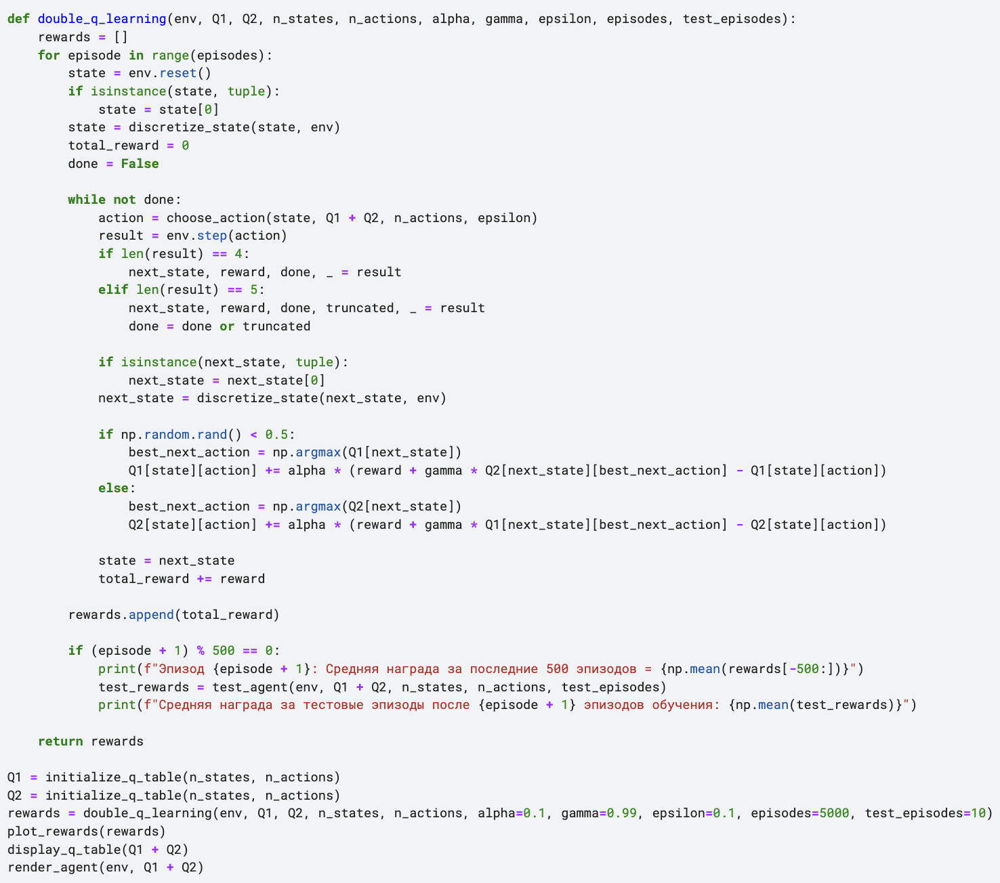 def double_q_learning(env, Q1, Q2, n_states, n_actions, alpha, gamma, epsilon, episodes, test_episodes):
    rewards = []
    for episode in range(episodes):
        state = env.reset()
        if isinstance(state, tuple):
            state = state[0]
        state = discretize_state(state, env)
        total_reward = 0
        done = False

        while not done:
            action = choose_action(state, Q1 + Q2, n_actions, epsilon)
            result = env.step(action)
            if len(result) == 4:
                next_state, reward, done, _ = result
            elif len(result) == 5:
                next_state, reward, done, truncated, _ = result
                done = done or truncated

            if isinstance(next_state, tuple):
                next_state = next_state[0]
            next_state = discretize_state(next_state, env)

            if np.random.rand() < 0.5:
                best_next_action = np.argmax(Q1[next_state])
                Q1[state][action] += alpha * (reward + gamma * Q2[next_state][best_next_action] - Q1[state][action])
            else:
                best_next_action = np.argmax(Q2[next_state])
                Q2[state][action] += alpha * (reward + gamma * Q1[next_state][best_next_action] - Q2[state][action])

            state = next_state
            total_reward += reward

        rewards.append(total_reward)

        if (episode + 1) % 500 == 0:
            print(f"Эпизод {episode + 1}: Средняя награда за последние 500 эпизодов = {np.mean(rewards[-500:])}")
            test_rewards = test_agent(env, Q1 + Q2, n_states, n_actions, test_episodes)
            print(f"Средняя награда за тестовые эпизоды после {episode + 1} эпизодов обучения: {np.mean(test_rewards)}")

    return rewards

Q1 = initialize_q_table(n_states, n_actions)
Q2 = initialize_q_table(n_states, n_actions)
rewards = double_q_learning(env, Q1, Q2, n_states, n_actions, alpha=0.1, gamma=0.99, epsilon=0.1, episodes=5000, test_episodes=10)
plot_rewards(rewards)
display_q_table(Q1 + Q2)
render_agent(env, Q1 + Q2)